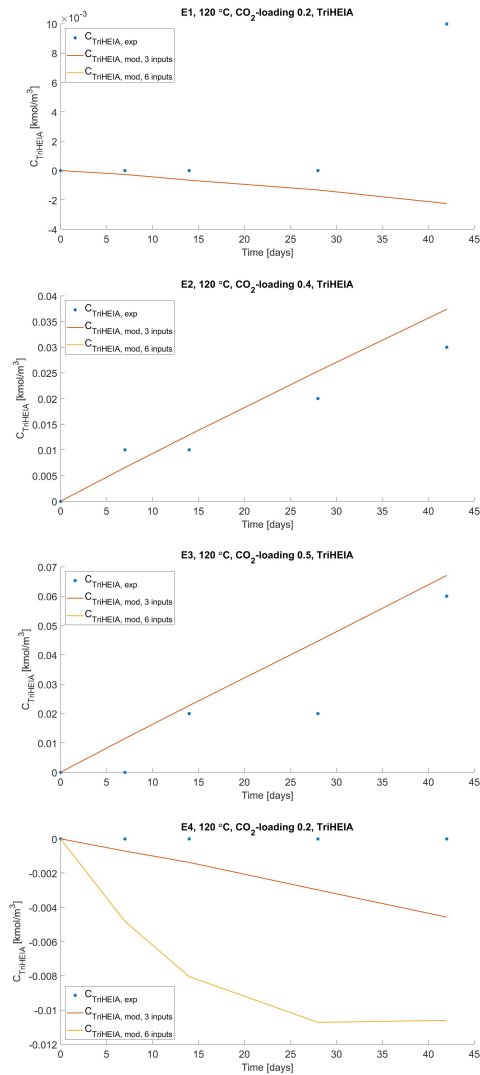 E1, 120 °C, CO2-loading 0.2, TriHEIA
×10-3
10
8
6
4
2
0
-2
-4
CTriHEIA [kmol/m3]
CTriHEIA, exp
CTriHEIA, mod, 3 inputs
CTriHEIA, mod, 6 inputs
0 5 10 15 20 25 30 35 40 45
Time [days]
E2, 120 °C, CO2-loading 0.4, TriHEIA
0.04
0.035
0.03
0.025
0.02
0.015
0.01
0.005
0
CTriHEIA [kmol/m3]
CTriHEIA, exp
CTriHEIA, mod, 3 inputs
CTriHEIA, mod, 6 inputs
0 5 10 15 20 25 30 35 40 45
Time [days]
E3, 120 °C, CO2-loading 0.5, TriHEIA
0.07
0.06
0.05
0.04
0.03
0.02
0.01
0
CTriHEIA [kmol/m3]
CTriHEIA, exp
CTriHEIA, mod, 3 inputs
CTriHEIA, mod, 6 inputs
0 5 10 15 20 25 30 35 40 45
Time [days]
E4, 120 °C, CO2-loading 0.2, TriHEIA
0
-0.002
-0.004
-0.006
-0.008
-0.01
-0.012
CTriHEIA [kmol/m3]
CTriHEIA, exp
CTriHEIA, mod, 3 inputs
CTriHEIA, mod, 6 inputs
0 5 10 15 20 25 30 35 40 45
Time [days]